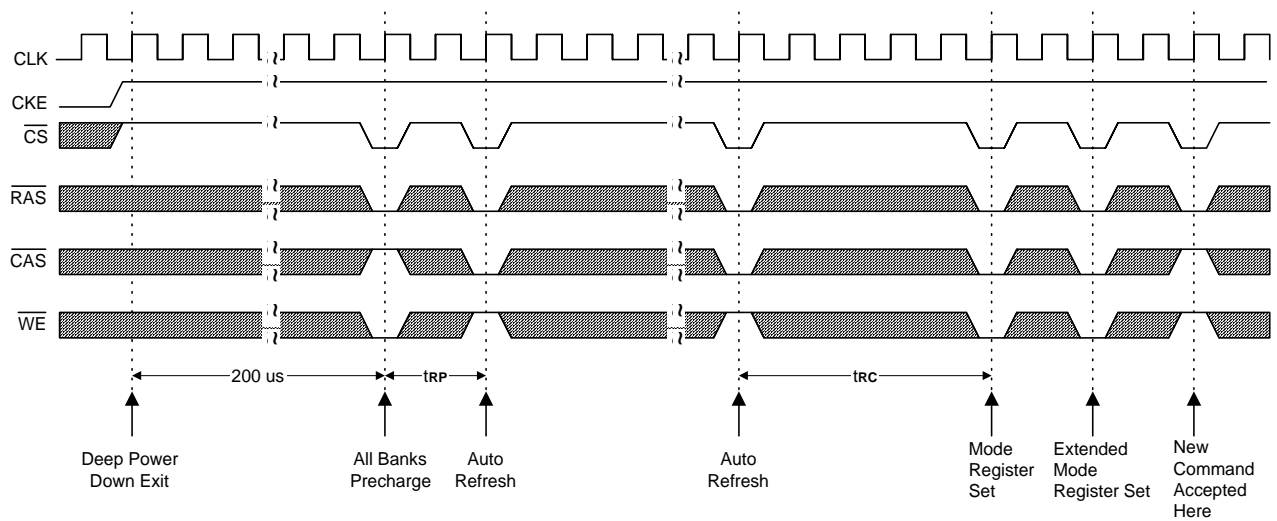 CLK
CKE
CS
RAS
CAS
WE
200 us
tRP
tRC
Deep Power
Down Exit
All Banks
Precharge
Auto
Refresh
Auto
Refresh
Mode
Register
Set
Extended
Mode
Register Set
New
Command
Accepted
Here